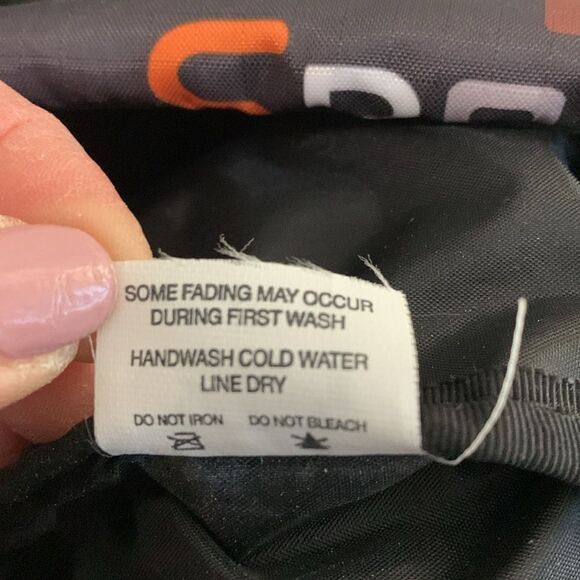 SOME FADING MAY OCCUR
DURING FIRST WASH
HANDWASH COLD WATER
LINE DRY
DO NOT IRON DO NOT BLEACH